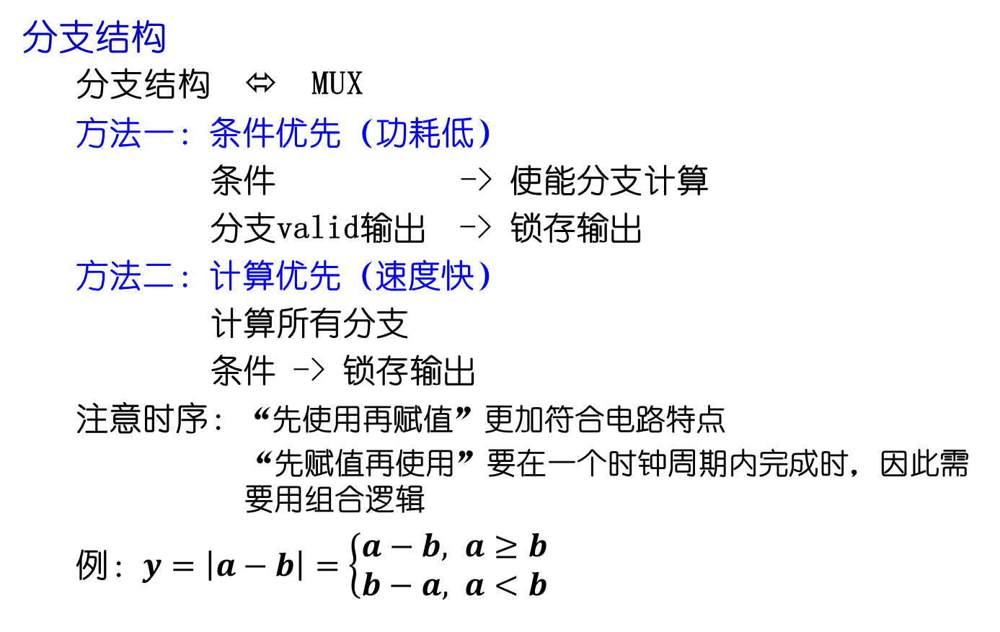 分支结构
分支结构 ⇔ MUX
方法一：条件优先（功耗低）
条件 -> 使能分支计算
分支valid输出 -> 锁存输出
方法二：计算优先（速度快）
计算所有分支
条件 -> 锁存输出
注意时序：“先使用再赋值”更加符合电路特点
“先赋值再使用”要在一个时钟周期内完成时，因此需
要用组合逻辑
例：y = |a − b| = { a − b, a ≥ b
b − a, a < b